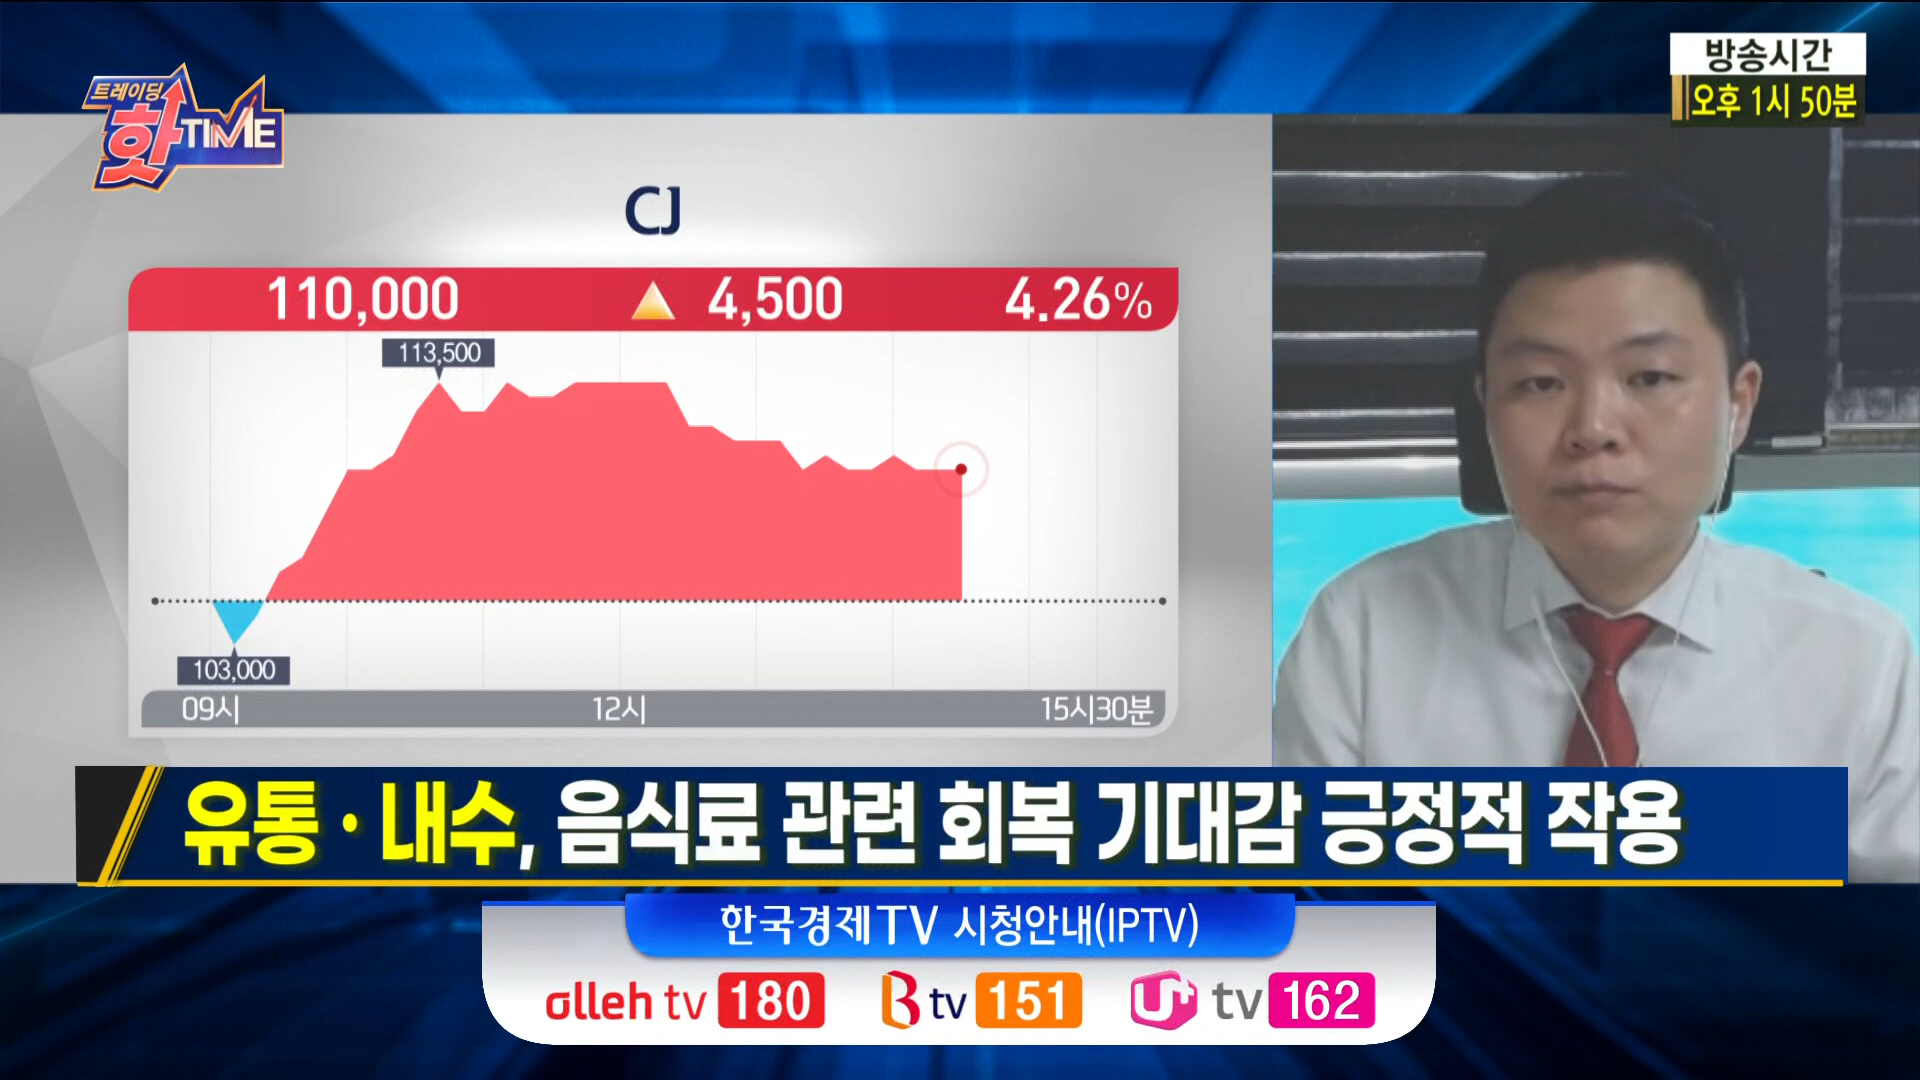 트레이딩
핫TIME
방송시간
오후 1시 50분
CJ
110,000 ▲ 4,500 4.26%
113,500
103,000
09시 12시 15시30분
유통·내수, 음식료 관련 회복 기대감 긍정적 작용
한국경제TV 시청안내(IPTV)
olleh tv 180 B tv 151 U+ tv 162